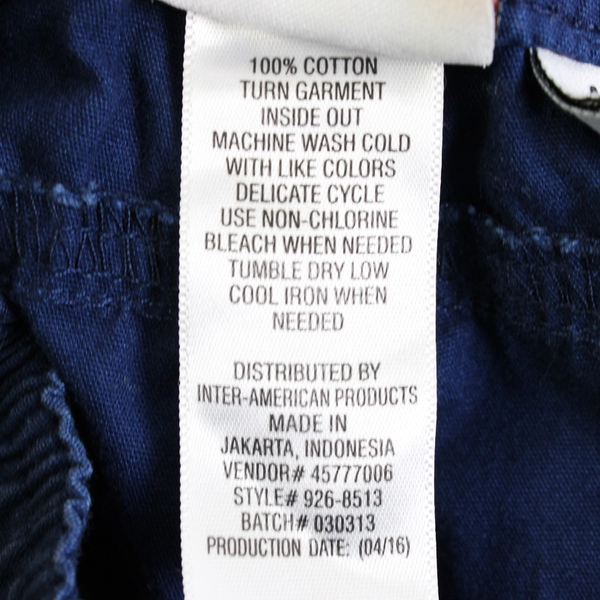 100% COTTON
TURN GARMENT
INSIDE OUT
MACHINE WASH COLD
WITH LIKE COLORS
DELICATE CYCLE
USE NON-CHLORINE
BLEACH WHEN NEEDED
TUMBLE DRY LOW
COOL IRON WHEN
NEEDED
DISTRIBUTED BY
INTER-AMERICAN PRODUCTS
MADE IN
JAKARTA, INDONESIA
VENDOR# 45777006
STYLE# 926-8513
BATCH# 030313
PRODUCTION DATE: (04/16)